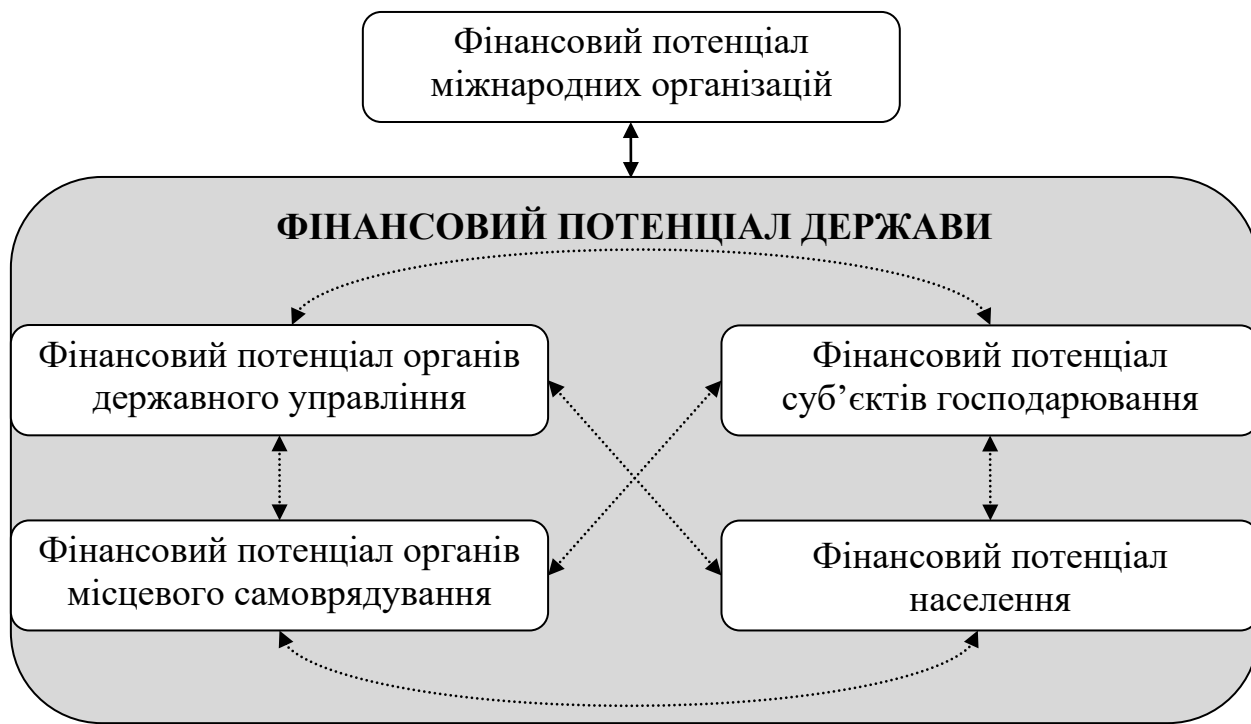 Фінансовий потенціал
міжнародних організацій
ФІНАНСОВИЙ ПОТЕНЦІАЛ ДЕРЖАВИ
Фінансовий потенціал органів
державного управління
Фінансовий потенціал
суб’єктів господарювання
Фінансовий потенціал органів
місцевого самоврядування
Фінансовий потенціал
населення